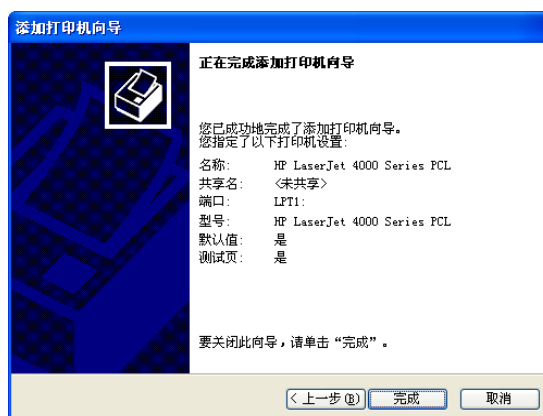 添加打印机向导
正在完成添加打印机向导
您已成功地完成了添加打印机向导。
您指定了以下打印机设置:
名称: HP LaserJet 4000 Series PCL
共享名: <未共享>
端口: LPT1:
型号: HP LaserJet 4000 Series PCL
默认值: 是
测试页: 是
要关闭此向导，请单击“完成”。
< 上一步(B) 完成 取消